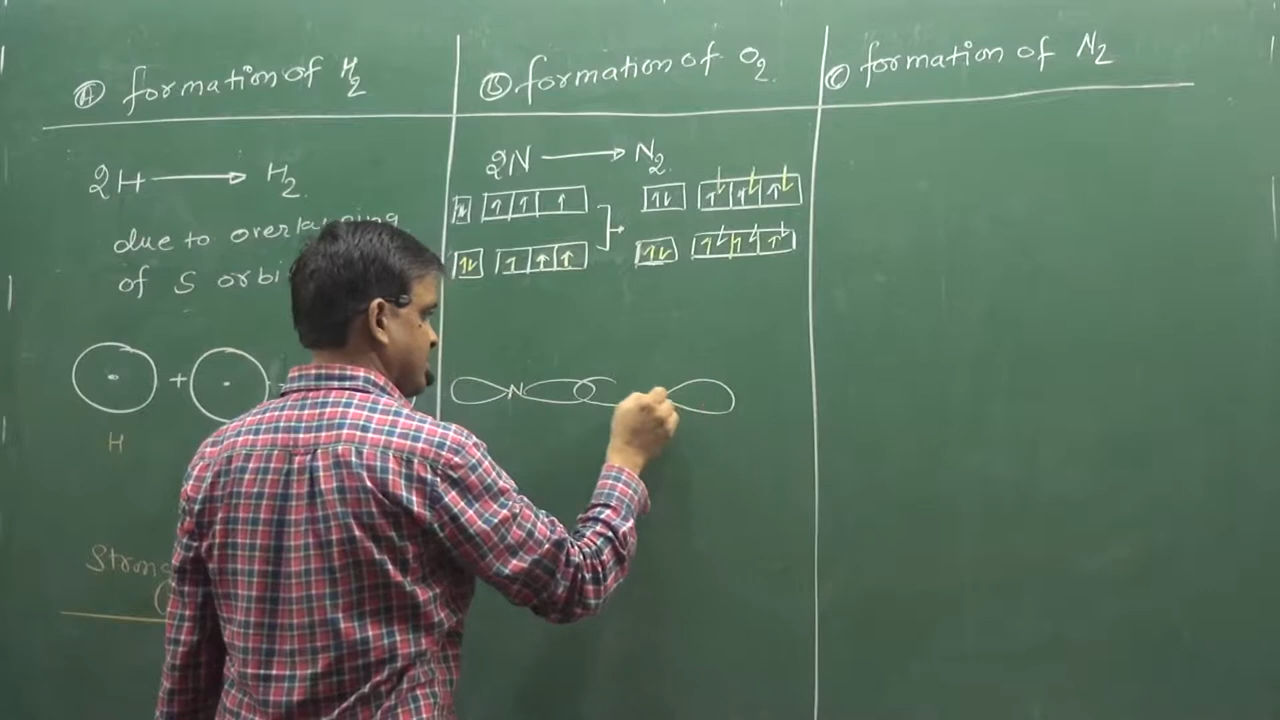 Ⓐ formation of H₂
2H ⟶ H₂
due to overlapping
of S orbi
+
H
Strong
Ⓑ formation of O₂
2N ⟶ N₂
↑↓ ↑ ↑ ↑ ↑↓ ↑↓ ↑↓ ↑↓
↑↓ ↑ ↑ ↑ ↑↓ ↑↓ ↑↓ ↑↓
N
Ⓒ formation of N₂